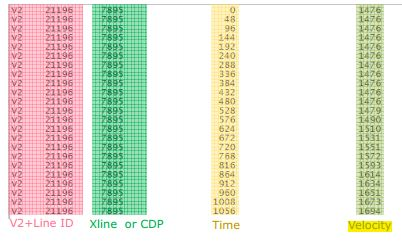 V2 21196 7895 0 1476
V2 21196 7895 48 1476
V2 21196 7895 96 1476
V2 21196 7895 144 1476
V2 21196 7895 192 1476
V2 21196 7895 240 1476
V2 21196 7895 288 1476
V2 21196 7895 336 1476
V2 21196 7895 384 1476
V2 21196 7895 432 1476
V2 21196 7895 480 1476
V2 21196 7895 528 1479
V2 21196 7895 576 1490
V2 21196 7895 624 1510
V2 21196 7895 672 1531
V2 21196 7895 720 1551
V2 21196 7895 768 1572
V2 21196 7895 816 1593
V2 21196 7895 864 1614
V2 21196 7895 912 1634
V2 21196 7895 960 1651
V2 21196 7895 1008 1673
V2 21196 7895 1056 1694
V2+Line ID Xline or CDP Time Velocity